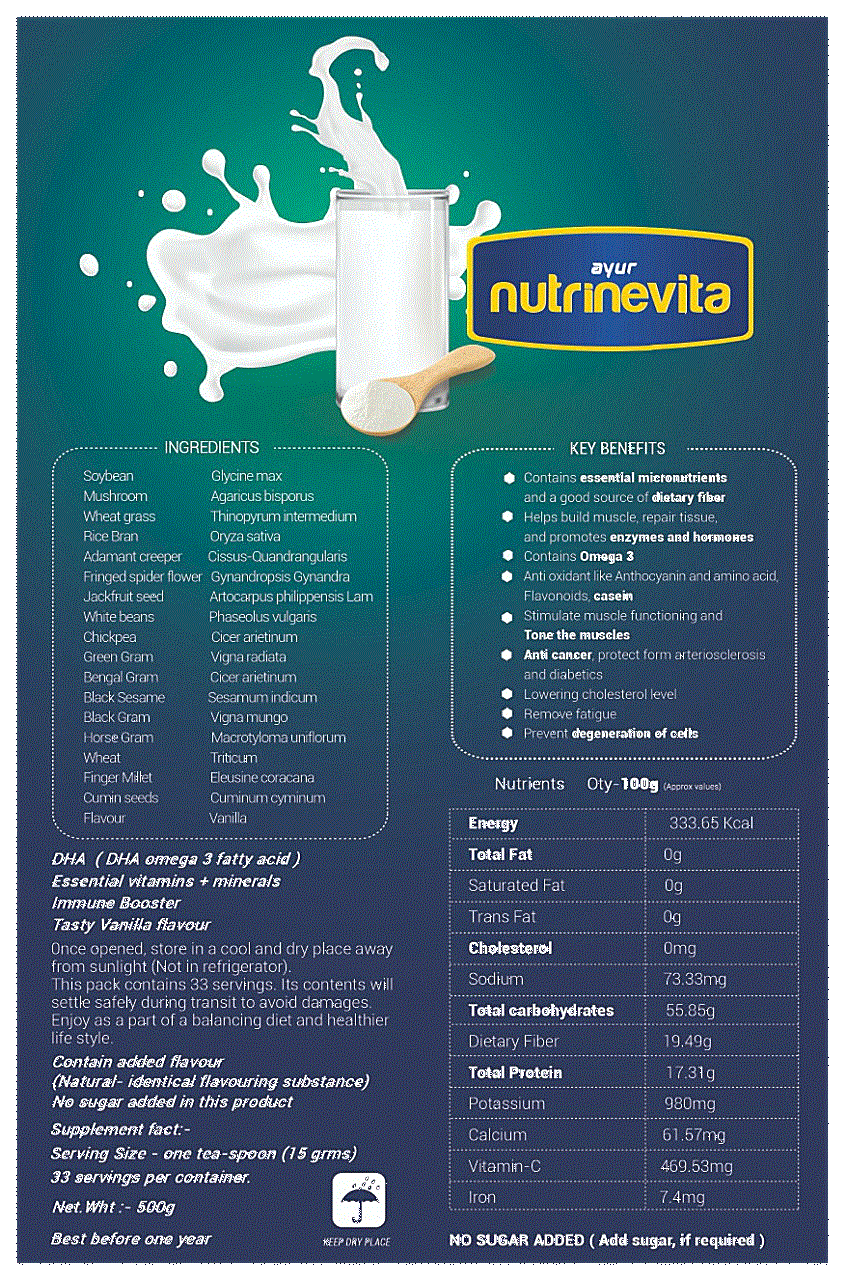 ayur
nutrinevita
INGREDIENTS
Soybean Glycine max
Mushroom Agaricus bisporus
Wheat grass Thinopyrum intermedium
Rice Bran Oryza sativa
Adamant creeper Cissus-Quandrangularis
Fringed spider flower Gynandropsis Gynandra
Jackfruit seed Artocarpus philippensis Lam
White beans Phaseolus vulgaris
Chickpea Cicer arietinum
Green Gram Vigna radiata
Bengal Gram Cicer arietinum
Black Sesame Sesamum indicum
Black Gram Vigna mungo
Horse Gram Macrotyloma uniflorum
Wheat Triticum
Finger Millet Eleusine coracana
Cumin seeds Cuminum cyminum
Flavour Vanilla
DHA ( DHA omega 3 fatty acid )
Essential vitamins + minerals
Immune Booster
Tasty Vanilla flavour
Once opened, store in a cool and dry place away
from sunlight (Not in refrigerator).
This pack contains 33 servings. Its contents will
settle safely during transit to avoid damages.
Enjoy as a part of a balancing diet and healthier
life style.
Contain added flavour
(Natural- identical flavouring substance)
No sugar added in this product
Supplement fact:-
Serving Size - one tea-spoon (15 grms)
33 servings per container.
Net.Wht :- 500g
Best before one year
KEEP DRY PLACE
KEY BENEFITS
Contains essential micronutrients
and a good source of dietary fiber
Helps build muscle, repair tissue,
and promotes enzymes and hormones
Contains Omega 3
Anti oxidant like Anthocyanin and amino acid,
Flavonoids, casein
Stimulate muscle functioning and
Tone the muscles
Anti cancer, protect form arteriosclerosis
and diabetics
Lowering cholesterol level
Remove fatigue
Prevent degeneration of cells
Nutrients Qty-100g (Approx values)
Energy 333.65 Kcal
Total Fat 0g
Saturated Fat 0g
Trans Fat 0g
Cholesterol 0mg
Sodium 73.33mg
Total carbohydrates 55.85g
Dietary Fiber 19.49g
Total Protein 17.31g
Potassium 980mg
Calcium 61.57mg
Vitamin-C 469.53mg
Iron 7.4mg
NO SUGAR ADDED ( Add sugar, if required )